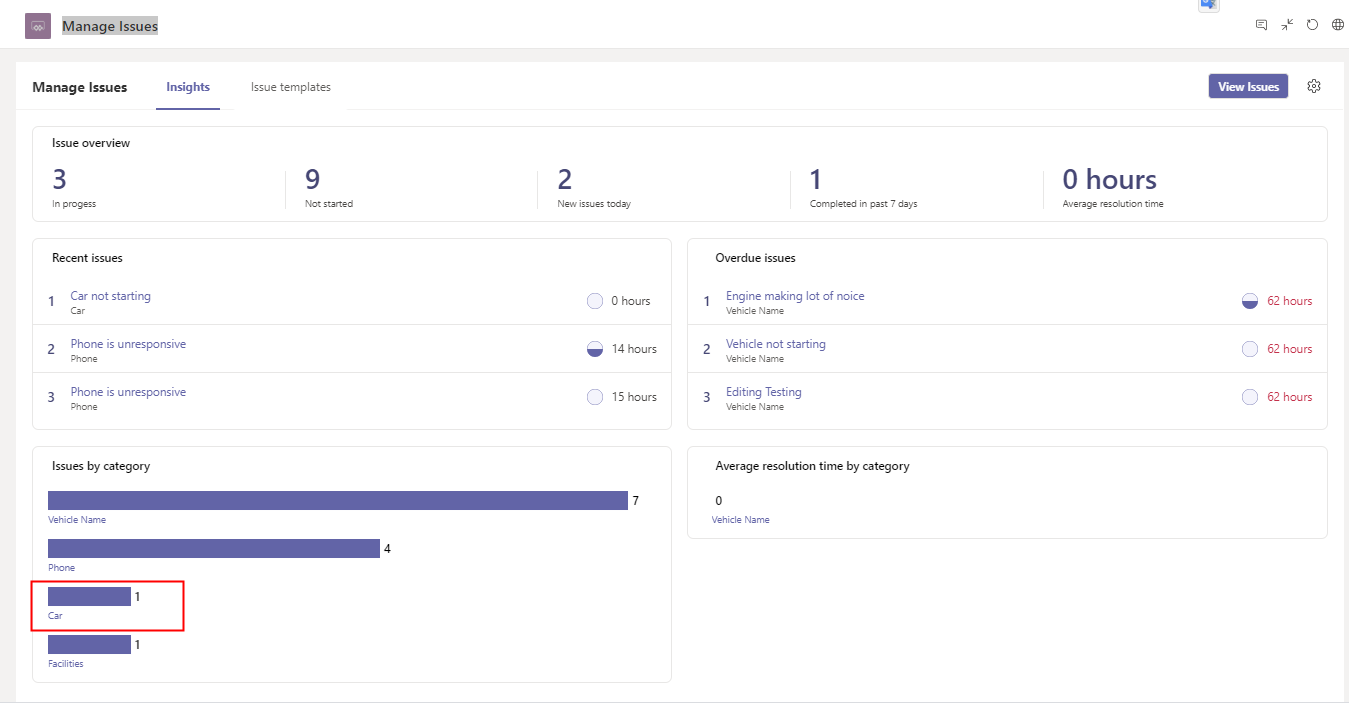 Manage Issues
Manage Issues Insights Issue templates View Issues
Issue overview
3 9 2 1 0 hours
In progess Not started New issues today Completed in past 7 days Average resolution time
Recent issues
1 Car not starting 0 hours
Car
2 Phone is unresponsive 14 hours
Phone
3 Phone is unresponsive 15 hours
Phone
Overdue issues
1 Engine making lot of noice 62 hours
Vehicle Name
2 Vehicle not starting 62 hours
Vehicle Name
3 Editing Testing 62 hours
Vehicle Name
Issues by category
7
Vehicle Name
4
Phone
1
Car
1
Facilities
Average resolution time by category
0
Vehicle Name